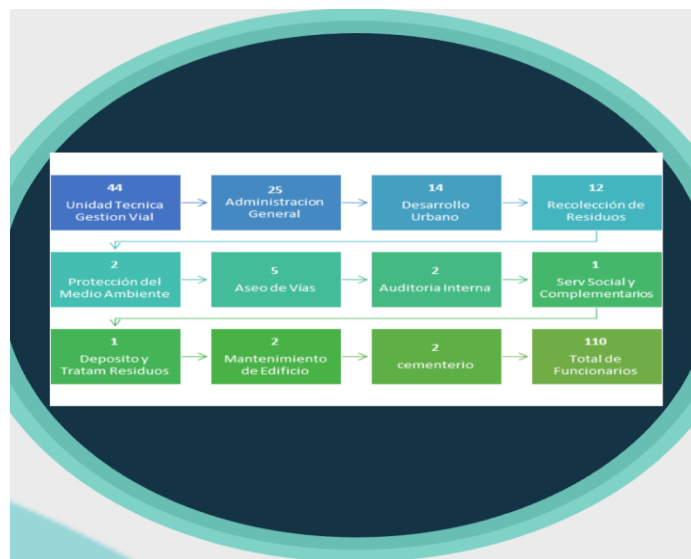 44
Unidad Tecnica
Gestion Vial
25
Administracion
General
14
Desarrollo
Urbano
12
Recolección de
Residuos
2
Protección del
Medio Ambiente
5
Aseo de Vías
2
Auditoria Interna
1
Serv Social y
Complementarios
1
Deposito y
Tratam Residuos
2
Mantenimiento
de Edificio
2
cementerio
110
Total de
Funcionarios